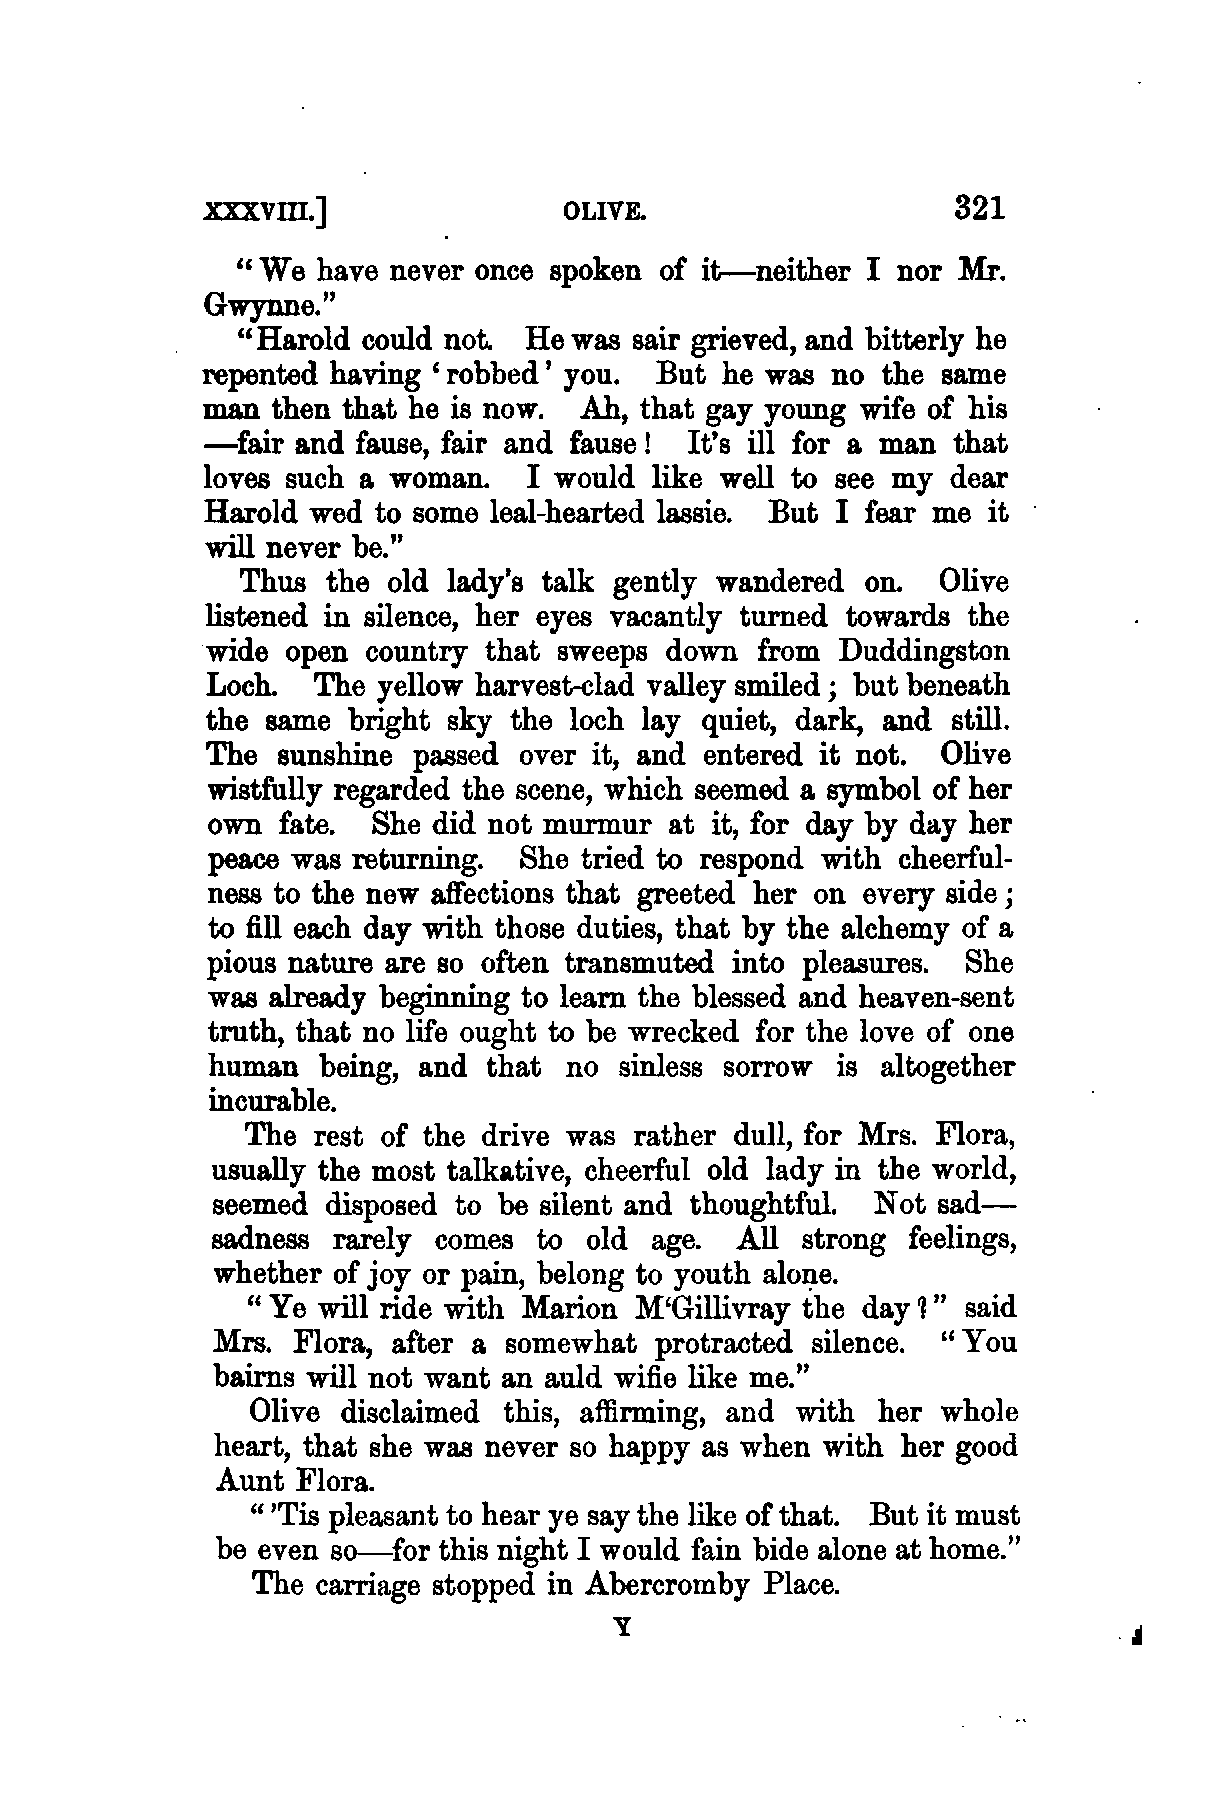 XXXVIII.] OLIVE. 321
“We have never once spoken of it—neither I nor Mr.
Gwynne.”
“Harold could not. He was sair grieved, and bitterly he
repented having ‘robbed’ you. But he was no the same
man then that he is now. Ah, that gay young wife of his
—fair and fause, fair and fause! It’s ill for a man that
loves such a woman. I would like well to see my dear
Harold wed to some leal-hearted lassie. But I fear me it
will never be.”
Thus the old lady’s talk gently wandered on. Olive
listened in silence, her eyes vacantly turned towards the
wide open country that sweeps down from Duddingston
Loch. The yellow harvest-clad valley smiled; but beneath
the same bright sky the loch lay quiet, dark, and still.
The sunshine passed over it, and entered it not. Olive
wistfully regarded the scene, which seemed a symbol of her
own fate. She did not murmur at it, for day by day her
peace was returning. She tried to respond with cheerful-
ness to the new affections that greeted her on every side;
to fill each day with those duties, that by the alchemy of a
pious nature are so often transmuted into pleasures. She
was already beginning to learn the blessed and heaven-sent
truth, that no life ought to be wrecked for the love of one
human being, and that no sinless sorrow is altogether
incurable.
The rest of the drive was rather dull, for Mrs. Flora,
usually the most talkative, cheerful old lady in the world,
seemed disposed to be silent and thoughtful. Not sad—
sadness rarely comes to old age. All strong feelings,
whether of joy or pain, belong to youth alone.
“Ye will ride with Marion M‘Gillivray the day?” said
Mrs. Flora, after a somewhat protracted silence. “You
bairns will not want an auld wifie like me.”
Olive disclaimed this, affirming, and with her whole
heart, that she was never so happy as when with her good
Aunt Flora.
“’Tis pleasant to hear ye say the like of that. But it must
be even so—for this night I would fain bide alone at home.”
The carriage stopped in Abercromby Place.
Y